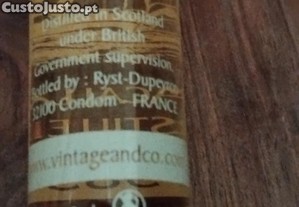 CustoJusto.pt
Distilled in Scotland
under British
Government supervision.
Bottled by : Ryst-Dupeyron
32100 Condom - FRANCE
www.vintageandco.com